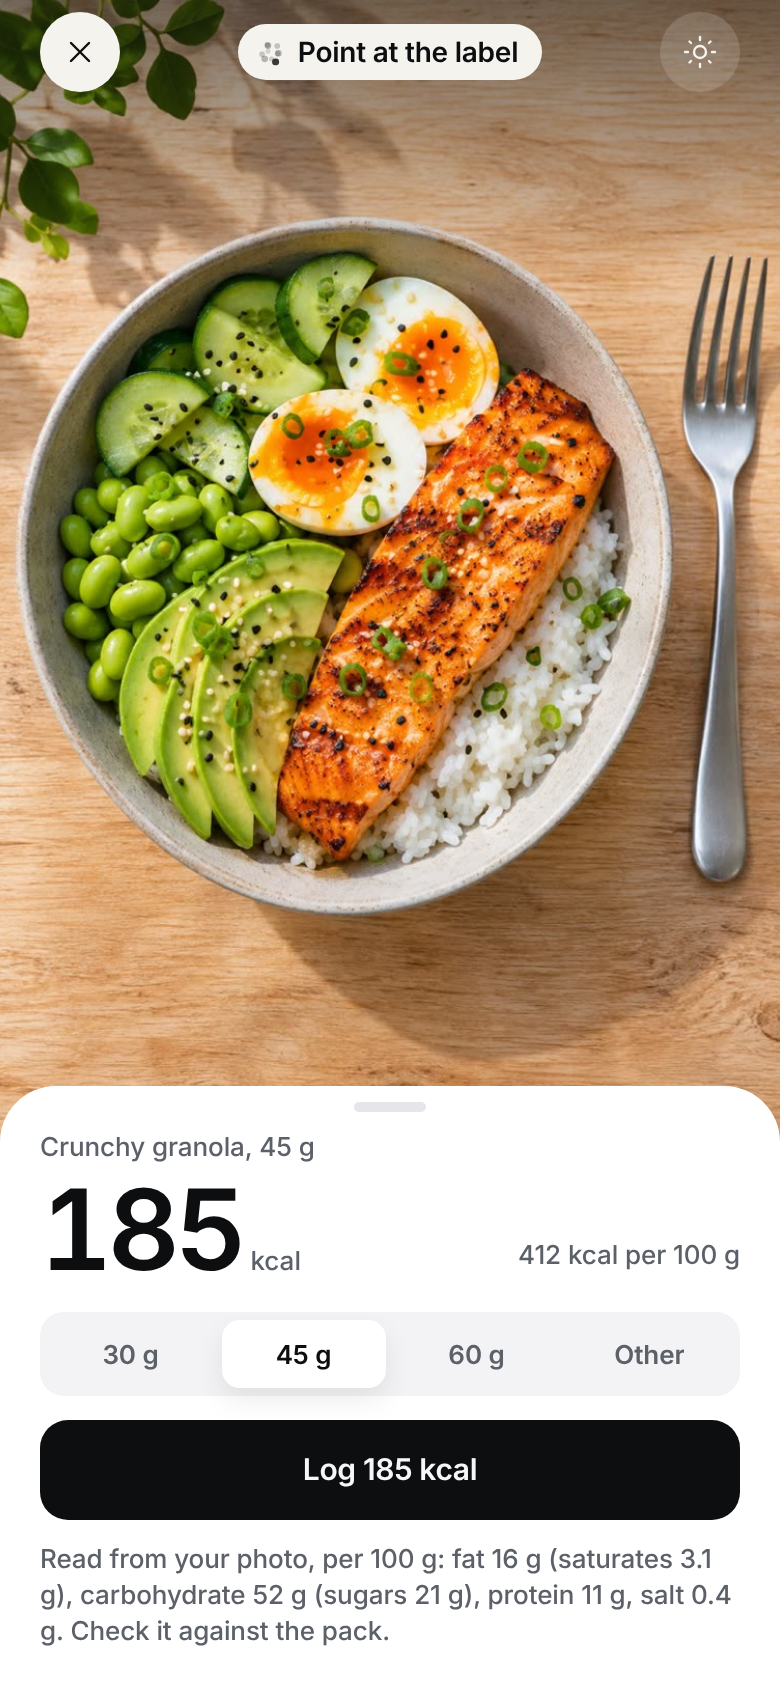 Point at the label
Crunchy granola, 45 g
185 kcal
412 kcal per 100 g
30 g
45 g
60 g
Other
Log 185 kcal
Read from your photo, per 100 g: fat 16 g (saturates 3.1
g), carbohydrate 52 g (sugars 21 g), protein 11 g, salt 0.4
g. Check it against the pack.